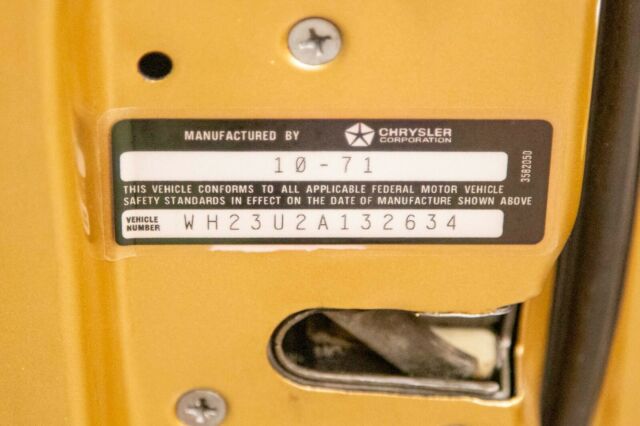 MANUFACTURED BY CHRYSLER CORPORATION
10-71
THIS VEHICLE CONFORMS TO ALL APPLICABLE FEDERAL MOTOR VEHICLE
SAFETY STANDARDS IN EFFECT ON THE DATE OF MANUFACTURE SHOWN ABOVE
VEHICLE NUMBER WH23U2A132634
3582050